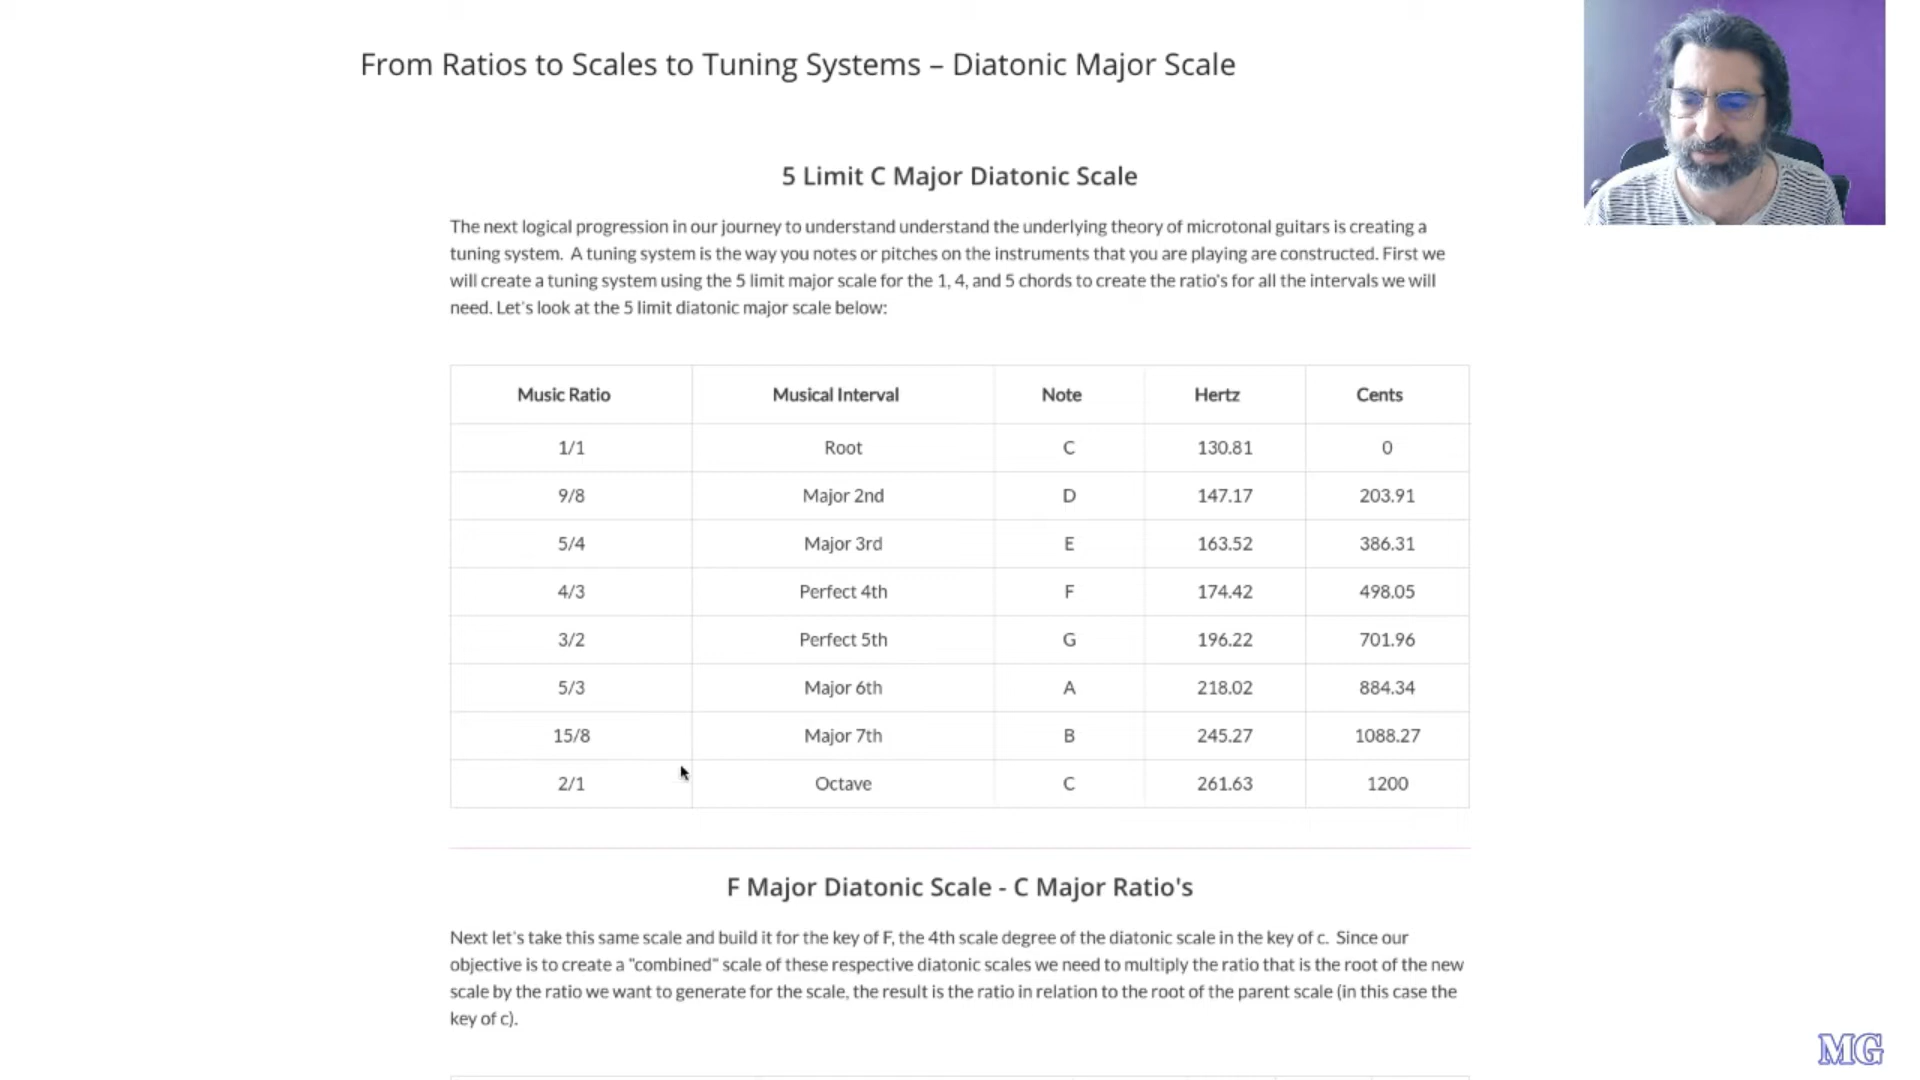 From Ratios to Scales to Tuning Systems – Diatonic Major Scale
5 Limit C Major Diatonic Scale
The next logical progression in our journey to understand understand the underlying theory of microtonal guitars is creating a
tuning system. A tuning system is the way you notes or pitches on the instruments that you are playing are constructed. First we
will create a tuning system using the 5 limit major scale for the 1, 4, and 5 chords to create the ratio's for all the intervals we will
need. Let's look at the 5 limit diatonic major scale below:
Music Ratio Musical Interval Note Hertz Cents
1/1 Root C 130.81 0
9/8 Major 2nd D 147.17 203.91
5/4 Major 3rd E 163.52 386.31
4/3 Perfect 4th F 174.42 498.05
3/2 Perfect 5th G 196.22 701.96
5/3 Major 6th A 218.02 884.34
15/8 Major 7th B 245.27 1088.27
2/1 Octave C 261.63 1200
F Major Diatonic Scale - C Major Ratio's
Next let's take this same scale and build it for the key of F, the 4th scale degree of the diatonic scale in the key of c. Since our
objective is to create a "combined" scale of these respective diatonic scales we need to multiply the ratio that is the root of the new
scale by the ratio we want to generate for the scale, the result is the ratio in relation to the root of the parent scale (in this case the
key of c).
MG